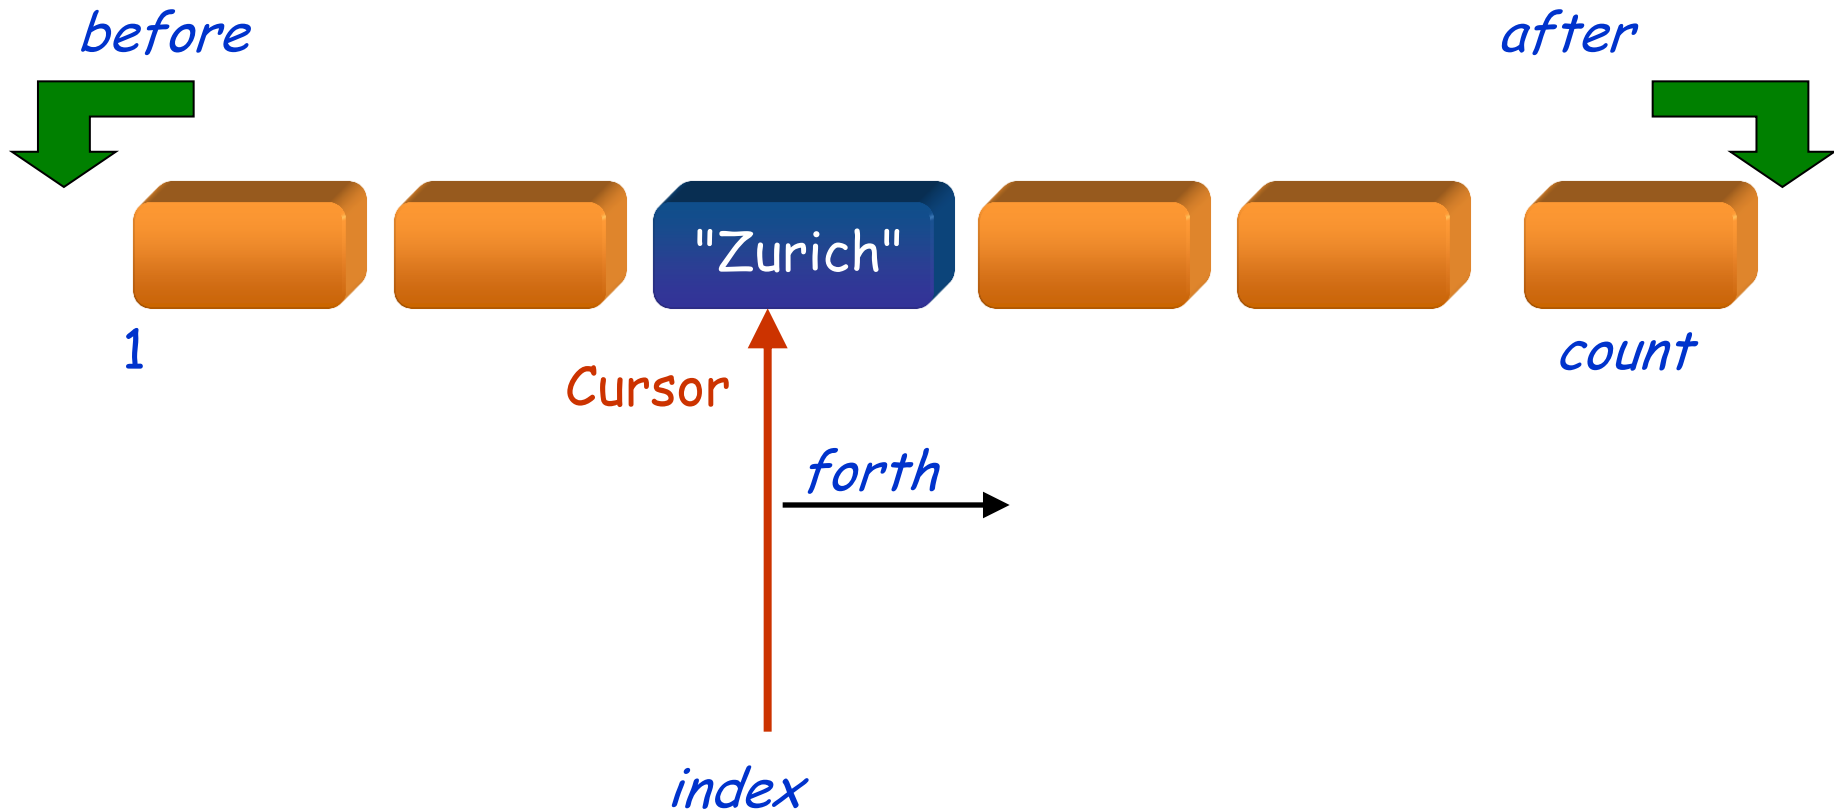 before
after
"Zurich"
1
count
Cursor
forth
index